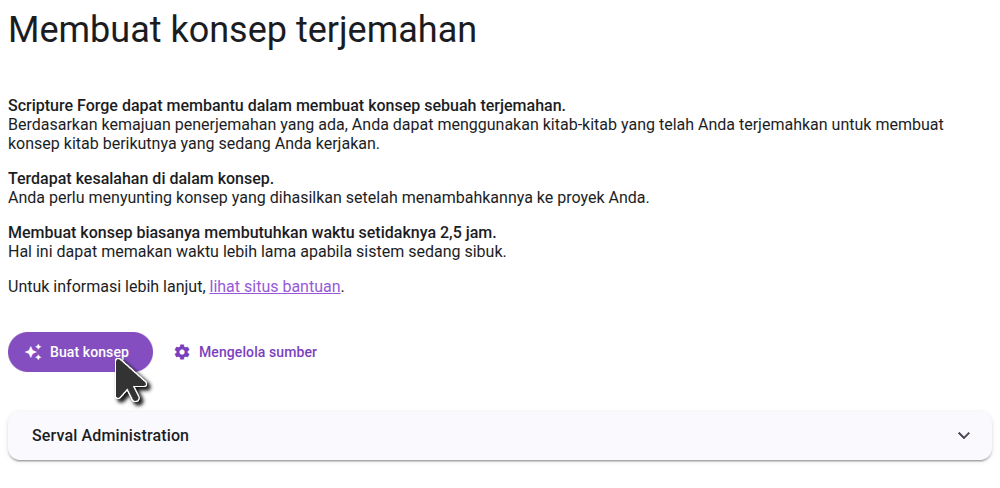 Membuat konsep terjemahan
Scripture Forge dapat membantu dalam membuat konsep sebuah terjemahan.
Berdasarkan kemajuan penerjemahan yang ada, Anda dapat menggunakan kitab-kitab yang telah Anda terjemahkan untuk membuat
konsep kitab berikutnya yang sedang Anda kerjakan.
Terdapat kesalahan di dalam konsep.
Anda perlu menyunting konsep yang dihasilkan setelah menambahkannya ke proyek Anda.
Membuat konsep biasanya membutuhkan waktu setidaknya 2,5 jam.
Hal ini dapat memakan waktu lebih lama apabila sistem sedang sibuk.
Untuk informasi lebih lanjut, lihat situs bantuan.
Buat konsep Mengelola sumber
Serval Administration